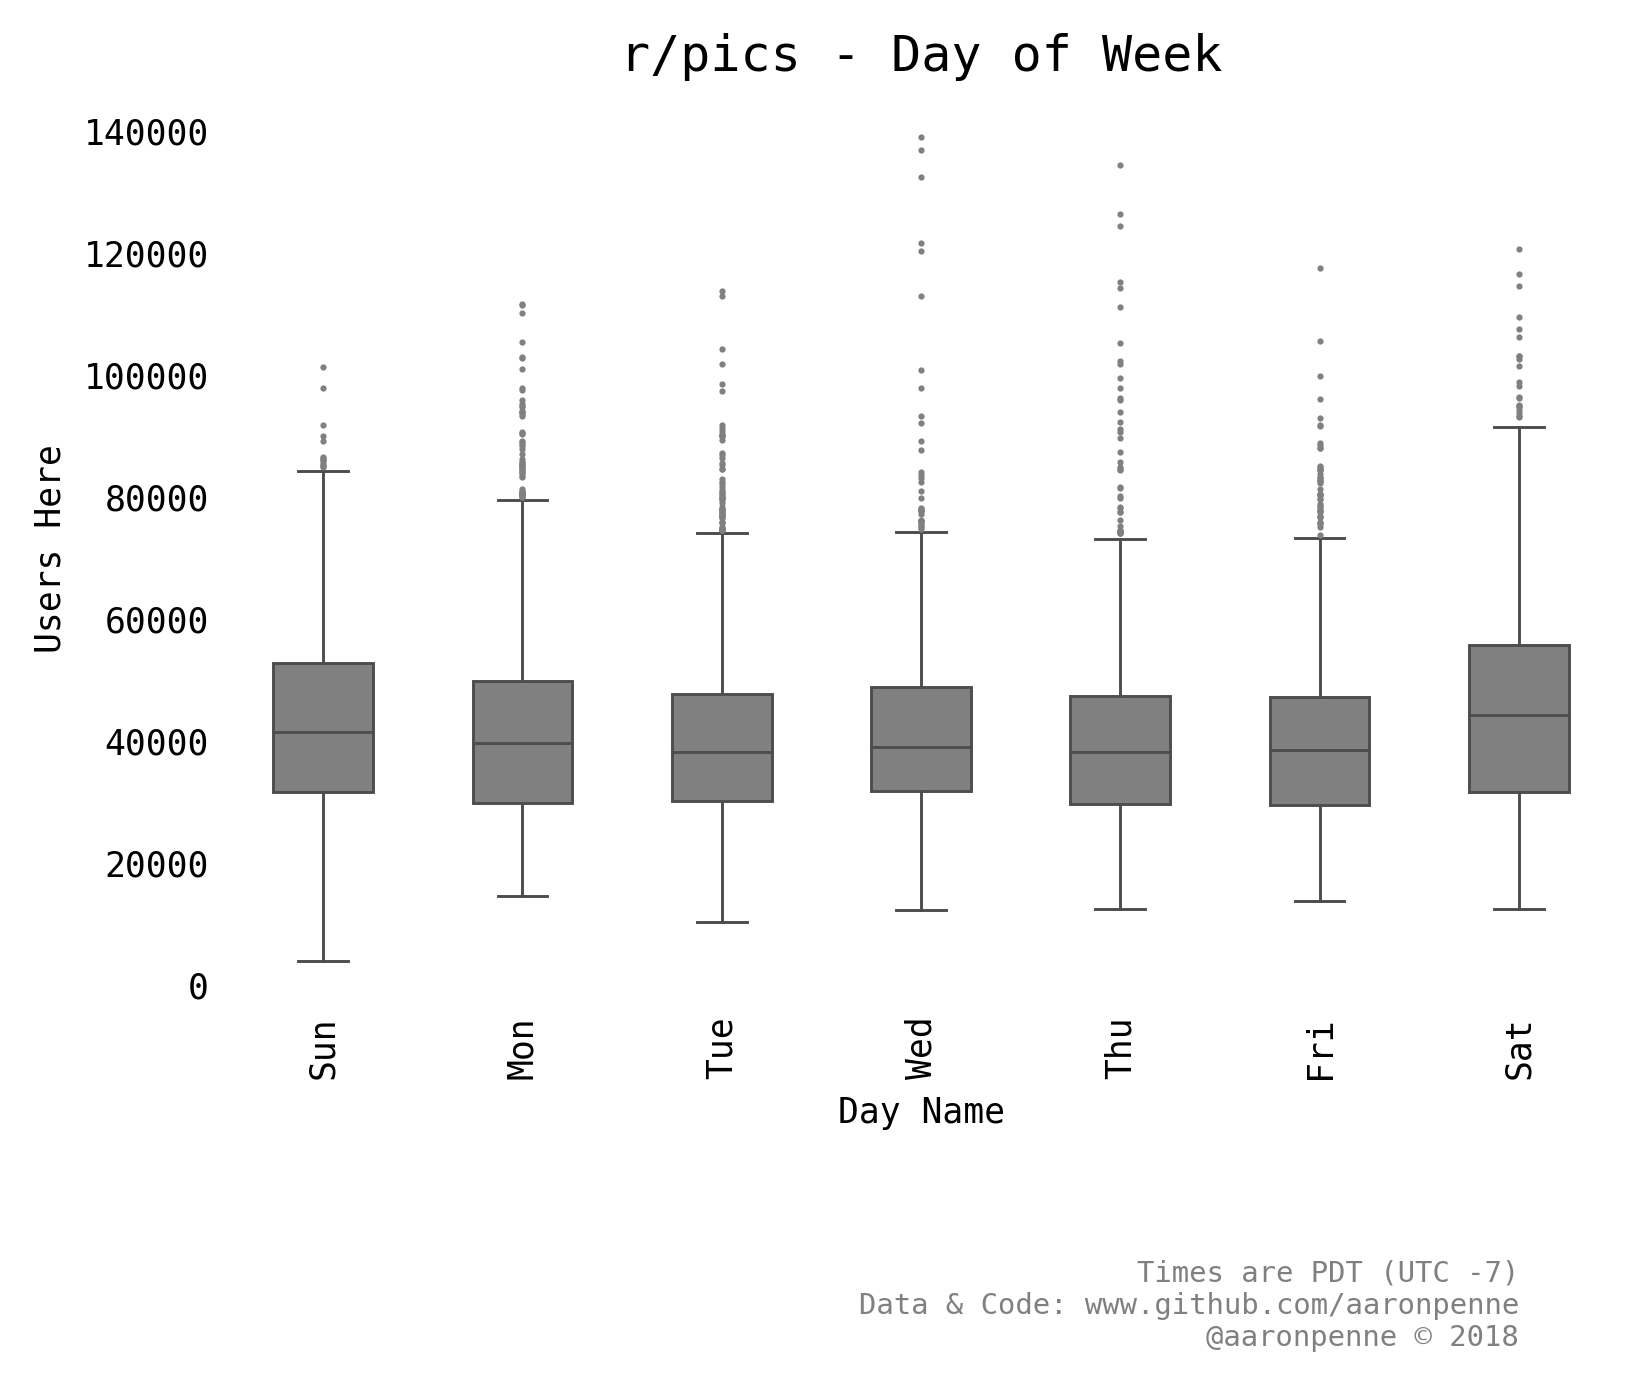 r/pics - Day of Week
140000
120000
100000
80000
60000
40000
20000
0
Users Here
Sun Mon Tue Wed Thu Fri Sat
Day Name
Times are PDT (UTC -7)
Data & Code: www.github.com/aaronpenne
@aaronpenne © 2018